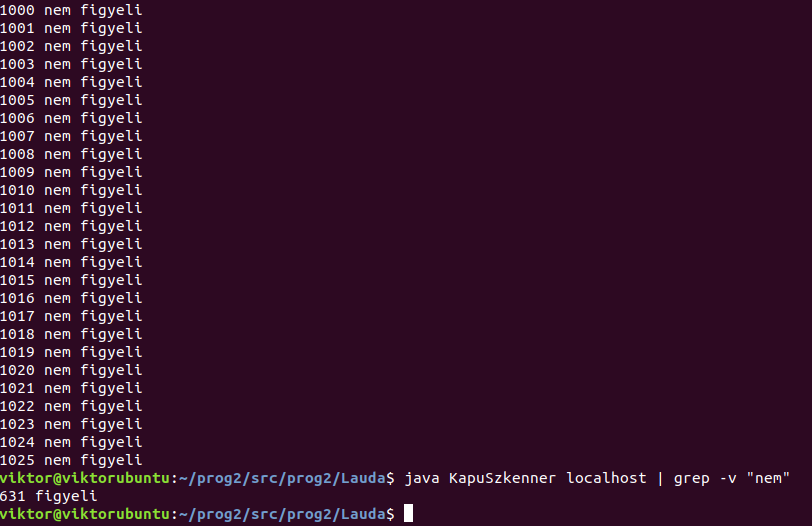 1000 nem figyeli
1001 nem figyeli
1002 nem figyeli
1003 nem figyeli
1004 nem figyeli
1005 nem figyeli
1006 nem figyeli
1007 nem figyeli
1008 nem figyeli
1009 nem figyeli
1010 nem figyeli
1011 nem figyeli
1012 nem figyeli
1013 nem figyeli
1014 nem figyeli
1015 nem figyeli
1016 nem figyeli
1017 nem figyeli
1018 nem figyeli
1019 nem figyeli
1020 nem figyeli
1021 nem figyeli
1022 nem figyeli
1023 nem figyeli
1024 nem figyeli
1025 nem figyeli
viktor@viktorubuntu:~/prog2/src/prog2/Lauda$ java KapuSzkenner localhost | grep -v "nem"
631 figyeli
viktor@viktorubuntu:~/prog2/src/prog2/Lauda$